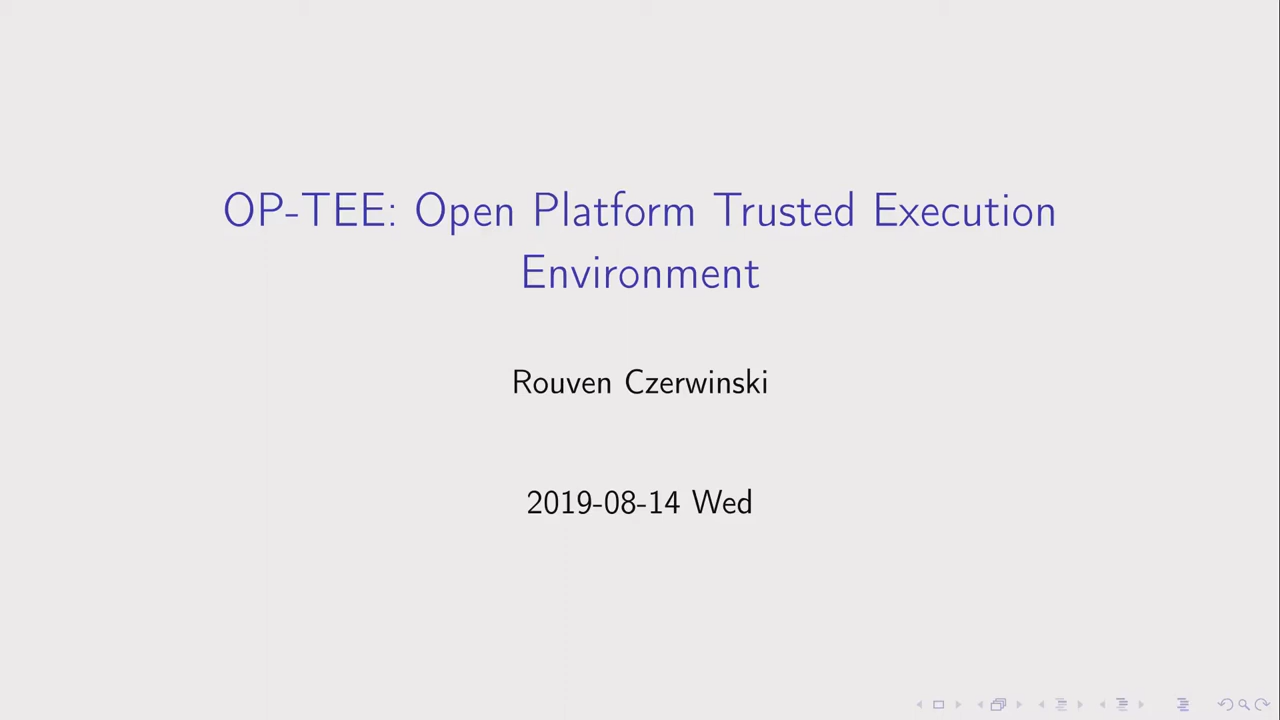 OP-TEE: Open Platform Trusted Execution
Environment
Rouven Czerwinski
2019-08-14 Wed